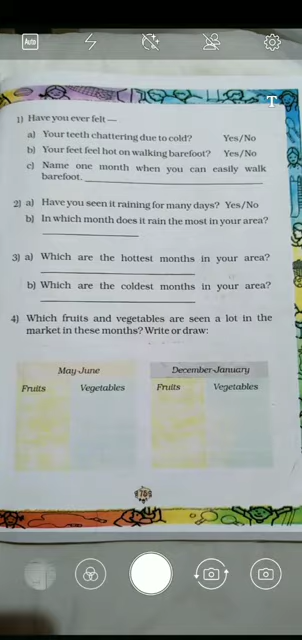 Auto
T
1) Have you ever felt —
a) Your teeth chattering due to cold? Yes/No
b) Your feet feel hot on walking barefoot? Yes/No
c) Name one month when you can easily walk
barefoot.
2) a) Have you seen it raining for many days? Yes/No
b) In which month does it rain the most in your area?
3) a) Which are the hottest months in your area?
b) Which are the coldest months in your area?
4) Which fruits and vegetables are seen a lot in the
market in these months? Write or draw:
May-June December-January
Fruits Vegetables Fruits Vegetables